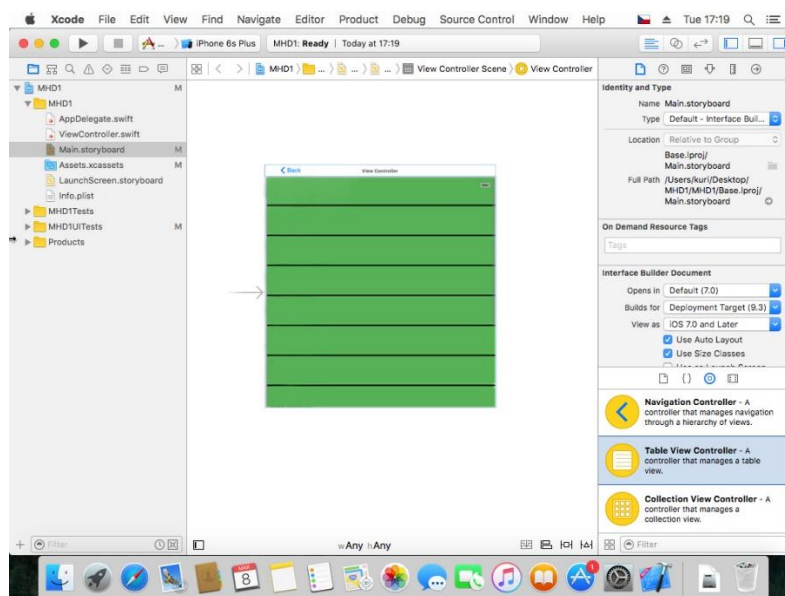 Xcode File Edit View Find Navigate Editor Product Debug Source Control Window Help Tue 17:19
iPhone 6s Plus MHD1: Ready | Today at 17:19
MHD1 View Controller Scene View Controller
MHD1 M
MHD1
AppDelegate.swift
ViewController.swift
Main.storyboard M
Assets.xcassets M
LaunchScreen.storyboard
Info.plist
MHD1Tests
MHD1UITests M
Products
Back View Controller
Identity and Type
Name Main.storyboard
Type Default - Interface Buil...
Location Relative to Group
Base.lproj/
Main.storyboard
Full Path /Users/kuri/Desktop/
MHD1/MHD1/Base.lproj/
Main.storyboard
On Demand Resource Tags
Tags
Interface Builder Document
Opens in Default (7.0)
Builds for Deployment Target (9.3)
View as iOS 7.0 and Later
Use Auto Layout
Use Size Classes
Navigation Controller - A
controller that manages navigation
through a hierarchy of views.
Table View Controller - A
controller that manages a table
view.
Collection View Controller - A
controller that manages a
collection view.
Filter
wAny hAny
Filter
MAR
8
1